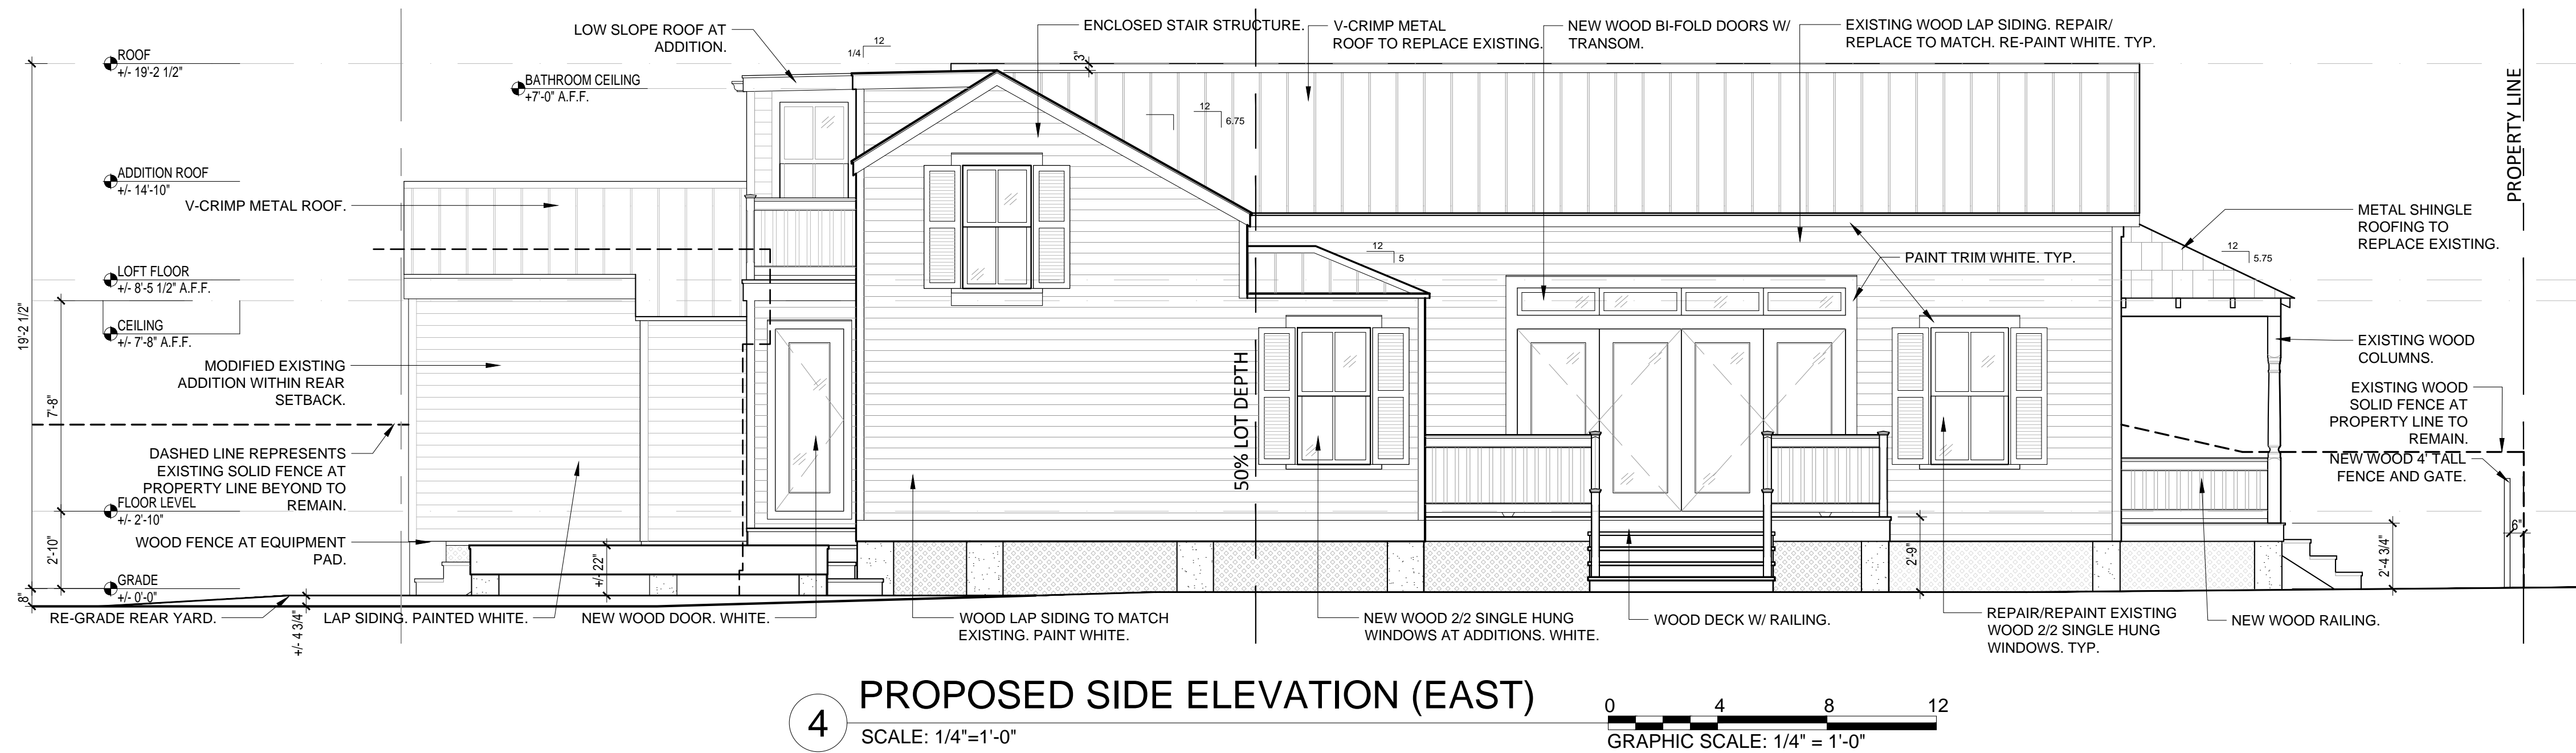 ROOF
+/- 19'-2 1/2"
BATHROOM CEILING
+7'-0" A.F.F.
ADDITION ROOF
+/- 14'-10"
LOFT FLOOR
+/- 8'-5 1/2" A.F.F.
CEILING
+/- 7'-8" A.F.F.
FLOOR LEVEL
+/- 2'-10"
GRADE
+/- 0'-0"
19'-2 1/2"
7'-8"
2'-10"
8"
+/- 4 3/4"
+/- 22"
LOW SLOPE ROOF AT
ADDITION.
12
1/4
ENCLOSED STAIR STRUCTURE.
3"
V-CRIMP METAL
ROOF TO REPLACE EXISTING.
NEW WOOD BI-FOLD DOORS W/
TRANSOM.
EXISTING WOOD LAP SIDING. REPAIR/
REPLACE TO MATCH. RE-PAINT WHITE. TYP.
12
6.75
12
5
12
5.75
V-CRIMP METAL ROOF.
MODIFIED EXISTING
ADDITION WITHIN REAR
SETBACK.
DASHED LINE REPRESENTS
EXISTING SOLID FENCE AT
PROPERTY LINE BEYOND TO
REMAIN.
WOOD FENCE AT EQUIPMENT
PAD.
RE-GRADE REAR YARD.
LAP SIDING. PAINTED WHITE.
NEW WOOD DOOR. WHITE.
WOOD LAP SIDING TO MATCH
EXISTING. PAINT WHITE.
50% LOT DEPTH
NEW WOOD 2/2 SINGLE HUNG
WINDOWS AT ADDITIONS. WHITE.
WOOD DECK W/ RAILING.
2'-9"
REPAIR/REPAINT EXISTING
WOOD 2/2 SINGLE HUNG
WINDOWS. TYP.
NEW WOOD RAILING.
PAINT TRIM WHITE. TYP.
PROPERTY LINE
METAL SHINGLE
ROOFING TO
REPLACE EXISTING.
EXISTING WOOD
COLUMNS.
EXISTING WOOD
SOLID FENCE AT
PROPERTY LINE TO
REMAIN.
NEW WOOD 4' TALL
FENCE AND GATE.
6"
2'-4 3/4"
4
PROPOSED SIDE ELEVATION (EAST)
SCALE: 1/4"=1'-0"
0 4 8 12
GRAPHIC SCALE: 1/4" = 1'-0"